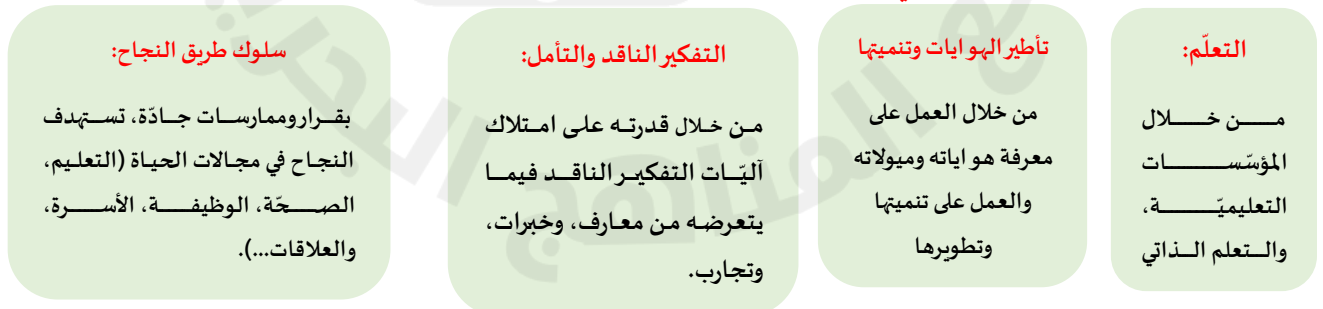 التعلّم:
من خلال
المؤسّسات
التعليميّة،
والتعلم الذاتي
تأطير الهوايات وتنميتها
من خلال العمل على
معرفة هواياته وميولاته
والعمل على تنميتها
وتطويرها
التفكير الناقد والتأمل:
من خلال قدرته على امتلاك
آليّات التفكير الناقد فيما
يتعرضه من معارف، وخبرات،
وتجارب.
سلوك طريق النجاح:
بقرار وممارسات جادّة، تستهدف
النجاح في مجالات الحياة (التعليم،
الصحّة، الوظيفة، الأسرة،
والعلاقات...).